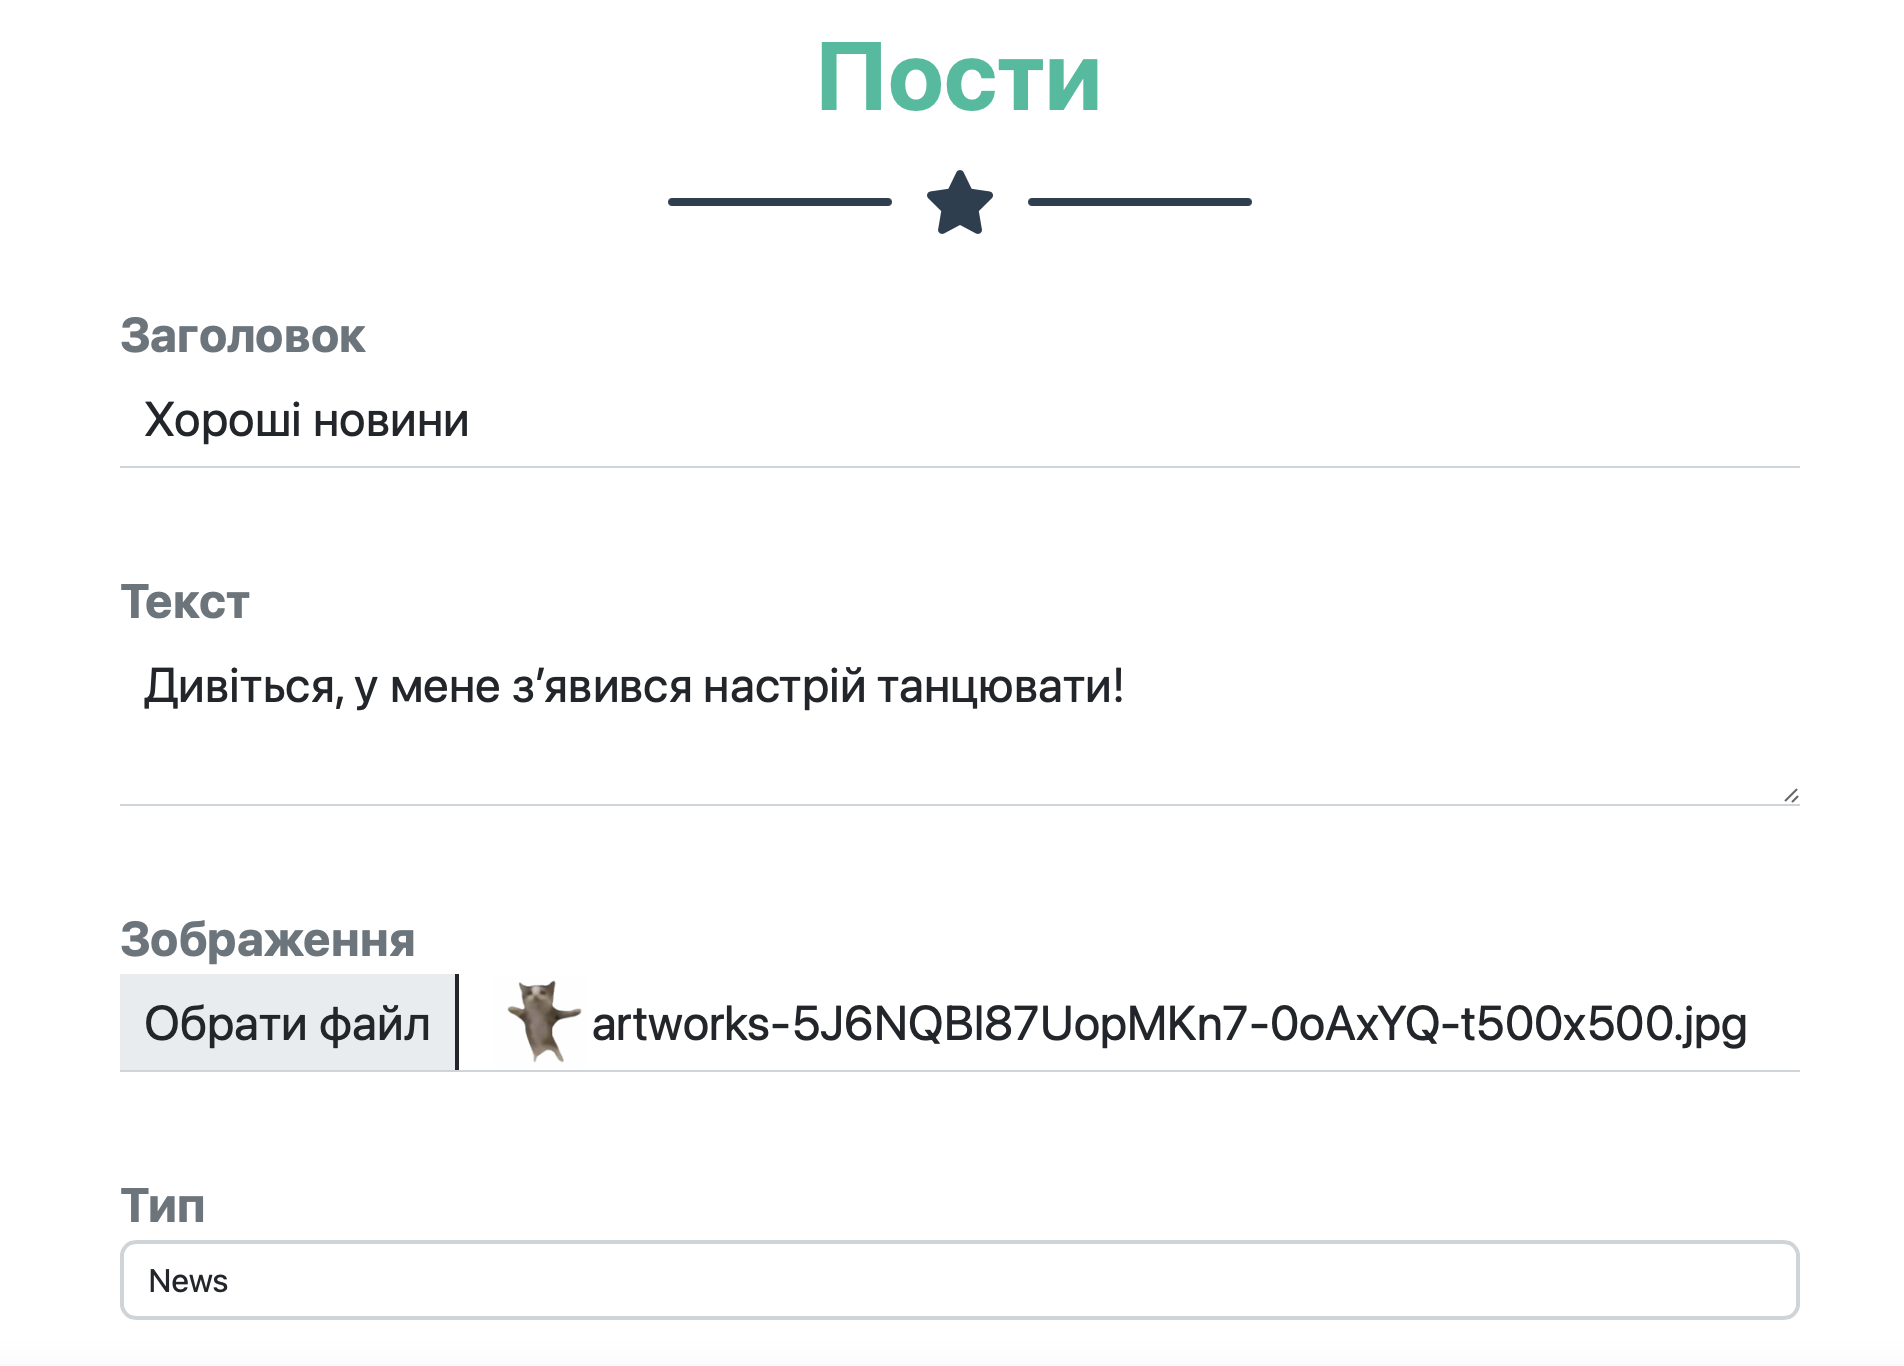 Пости
Заголовок
Хороші новини
Текст
Дивіться, у мене з’явився настрій танцювати!
Зображення
Обрати файл artworks-5J6NQBl87UopMKn7-0oAxYQ-t500x500.jpg
Тип
News